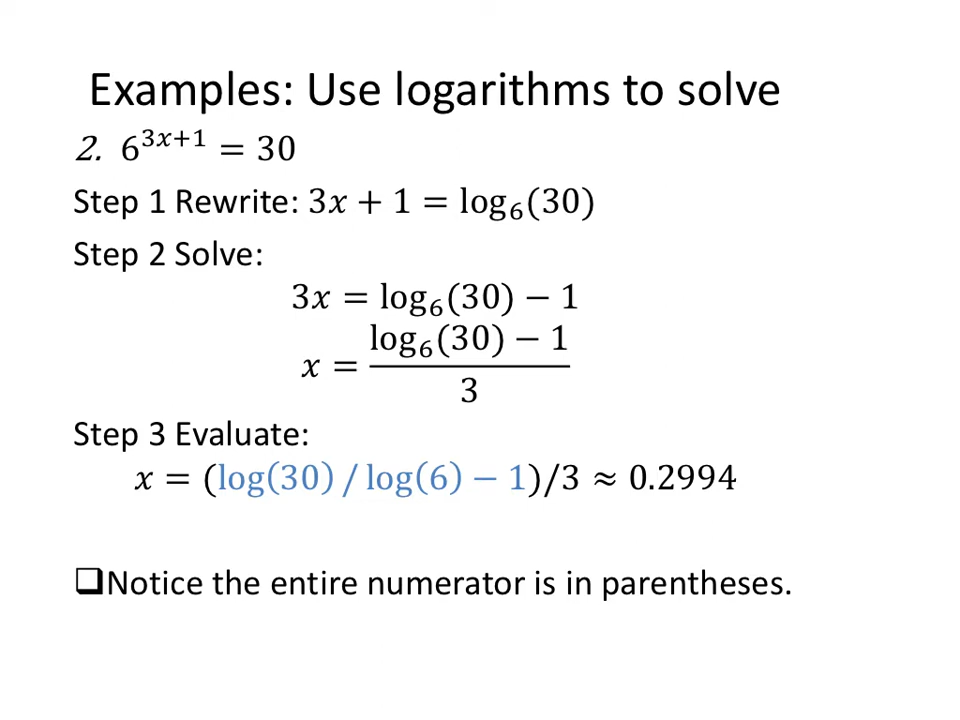 Examples: Use logarithms to solve
2. 6^{3x+1} = 30
Step 1 Rewrite: 3x + 1 = log₆(30)
Step 2 Solve:
3x = log₆(30) − 1
x = \frac{log₆(30) − 1}{3}
Step 3 Evaluate:
x = (log(30) / log(6) − 1)/3 ≈ 0.2994
❑Notice the entire numerator is in parentheses.